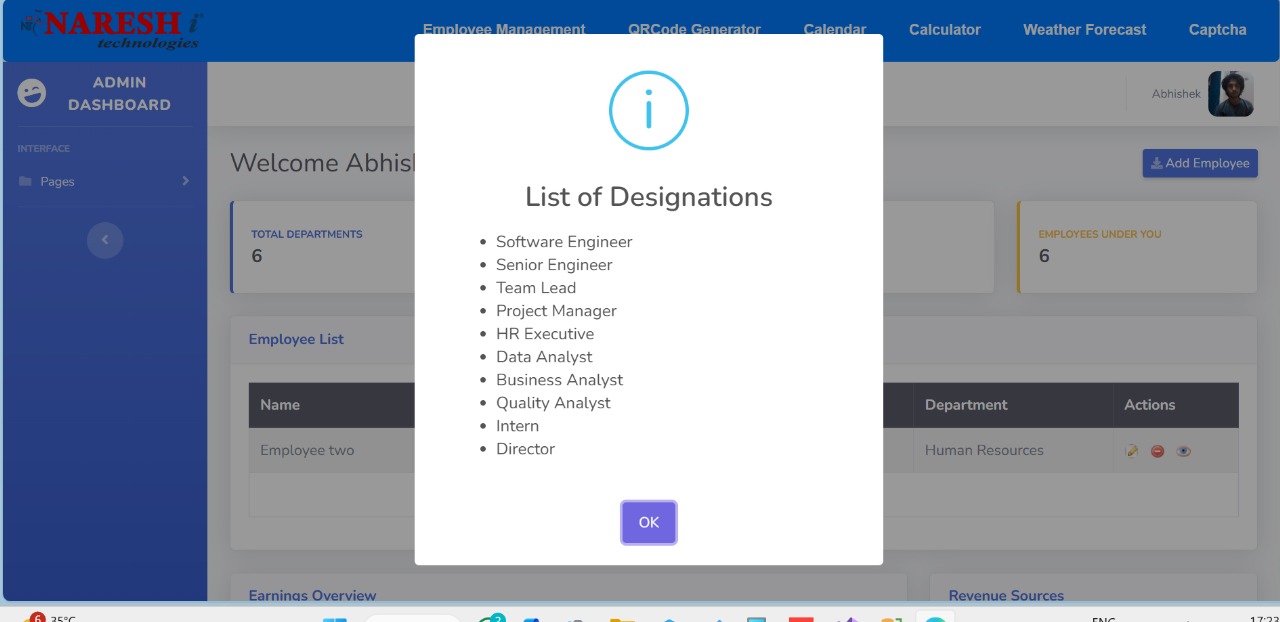 NARESH i
technologies
Employee Management
QRCode Generator
Calendar
Calculator
Weather Forecast
Captcha
ADMIN
DASHBOARD
Abhishek
INTERFACE
Pages
Welcome
Add Employee
i
List of Designations
Software Engineer
Senior Engineer
Team Lead
Project Manager
HR Executive
Data Analyst
Business Analyst
Quality Analyst
Intern
Director
OK
TOTAL DEPARTMENTS
6
EMPLOYEES UNDER YOU
6
Employee List
Name
Department
Actions
Employee two
Human Resources
Earnings Overview
Revenue Sources
6
35°C
2
ENG
17:23